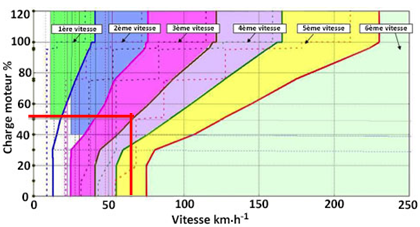 120
100
80
60
40
20
0
Charge moteur %
1ère vitesse
2ème vitesse
3ème vitesse
4ème vitesse
5ème vitesse
6ème vitesse
0
50
100
150
200
250
Vitesse km·h⁻¹